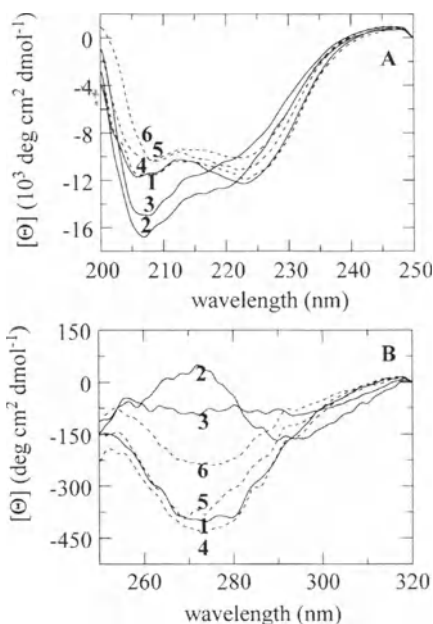 0
-4
-8
-12
-16
A
6
5
4
1
3
2
[Θ] (10³ deg cm² dmol⁻¹)
200 210 220 230 240 250
wavelength (nm)
150
0
-150
-300
-450
B
2
3
6
5
1
4
[Θ] (deg cm² dmol⁻¹)
260 280 300 320
wavelength (nm)